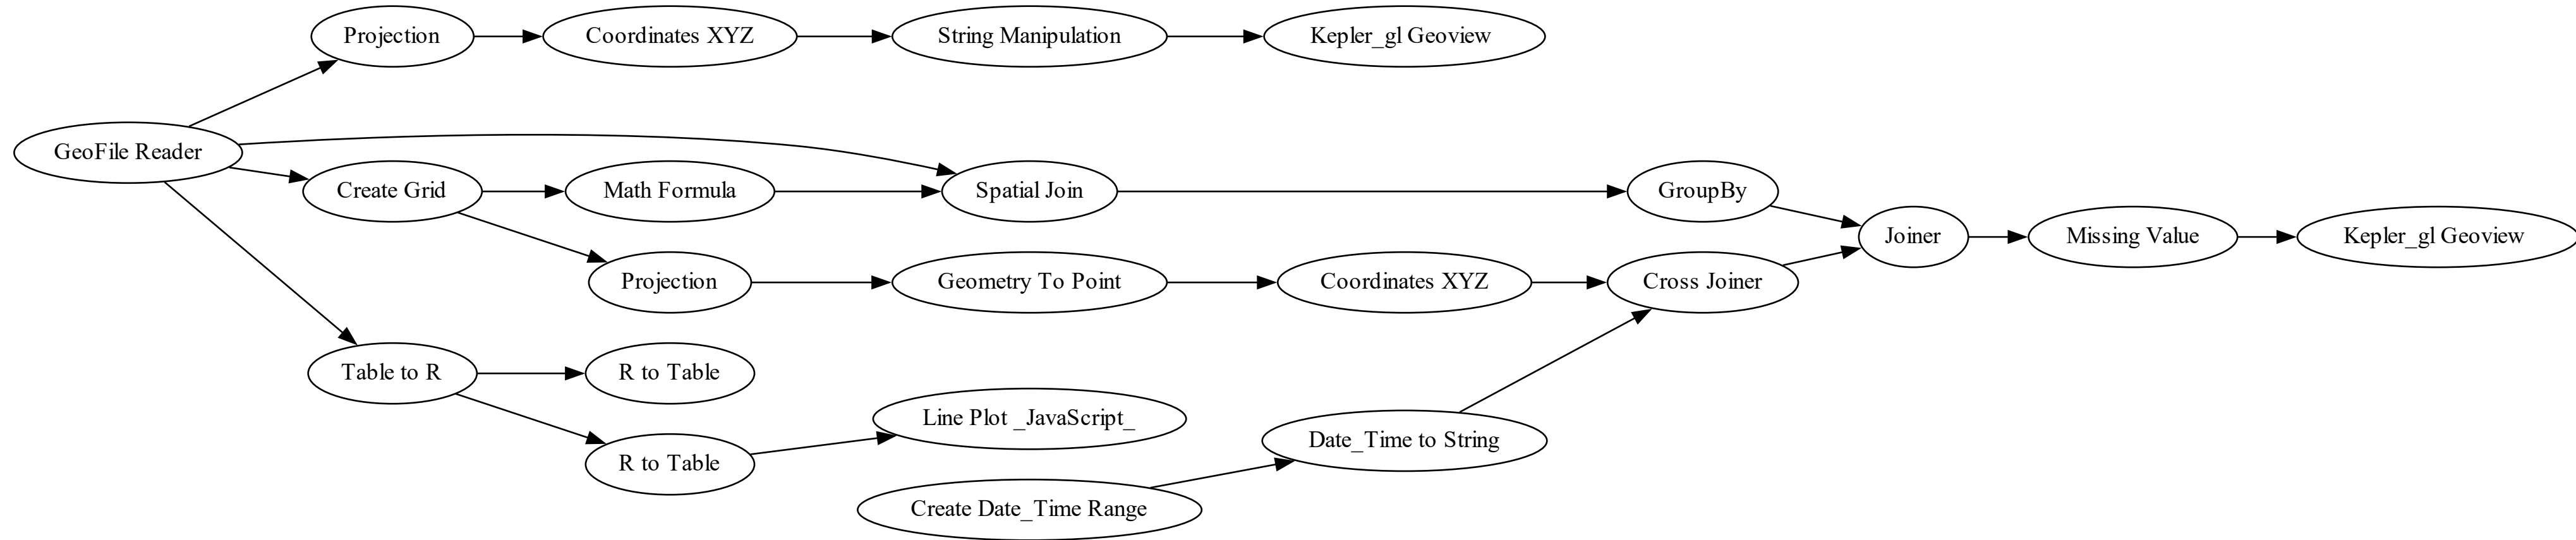 Projection
Coordinates XYZ
String Manipulation
Kepler_gl Geoview
GeoFile Reader
Create Grid
Math Formula
Spatial Join
GroupBy
Joiner
Missing Value
Kepler_gl Geoview
Projection
Geometry To Point
Coordinates XYZ
Cross Joiner
Table to R
R to Table
Line Plot _JavaScript_
Date_Time to String
R to Table
Create Date_Time Range